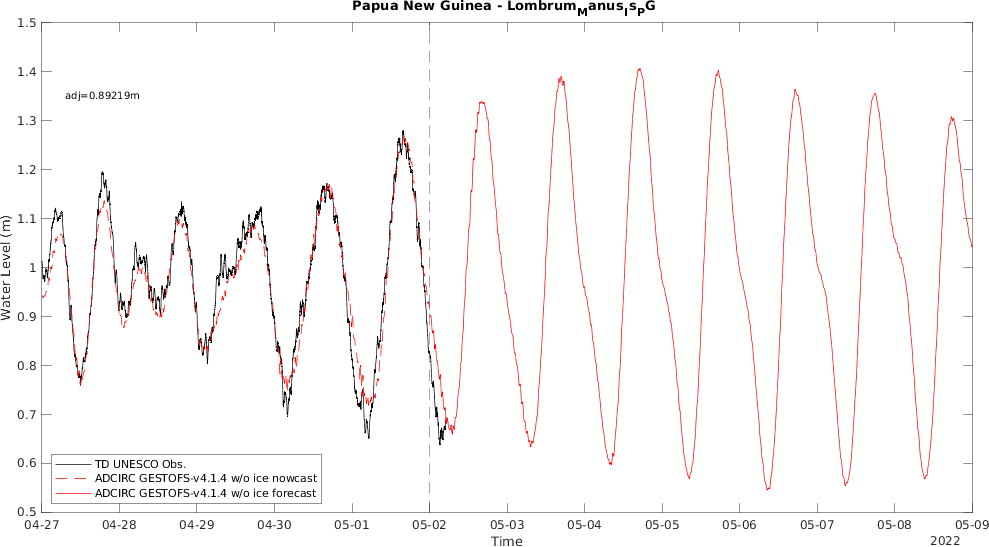 Papua New Guinea - Lombrum_Manus_Is_PG
1.5
1.4
adj=0.89219m
1.3
1.2
1.1
1
0.9
0.8
0.7
0.6
0.5
Water Level (m)
TD UNESCO Obs.
ADCIRC GESTOFS-v4.1.4 w/o ice nowcast
ADCIRC GESTOFS-v4.1.4 w/o ice forecast
04-27 04-28 04-29 04-30 05-01 05-02 05-03 05-04 05-05 05-06 05-07 05-08 05-09
Time
2022